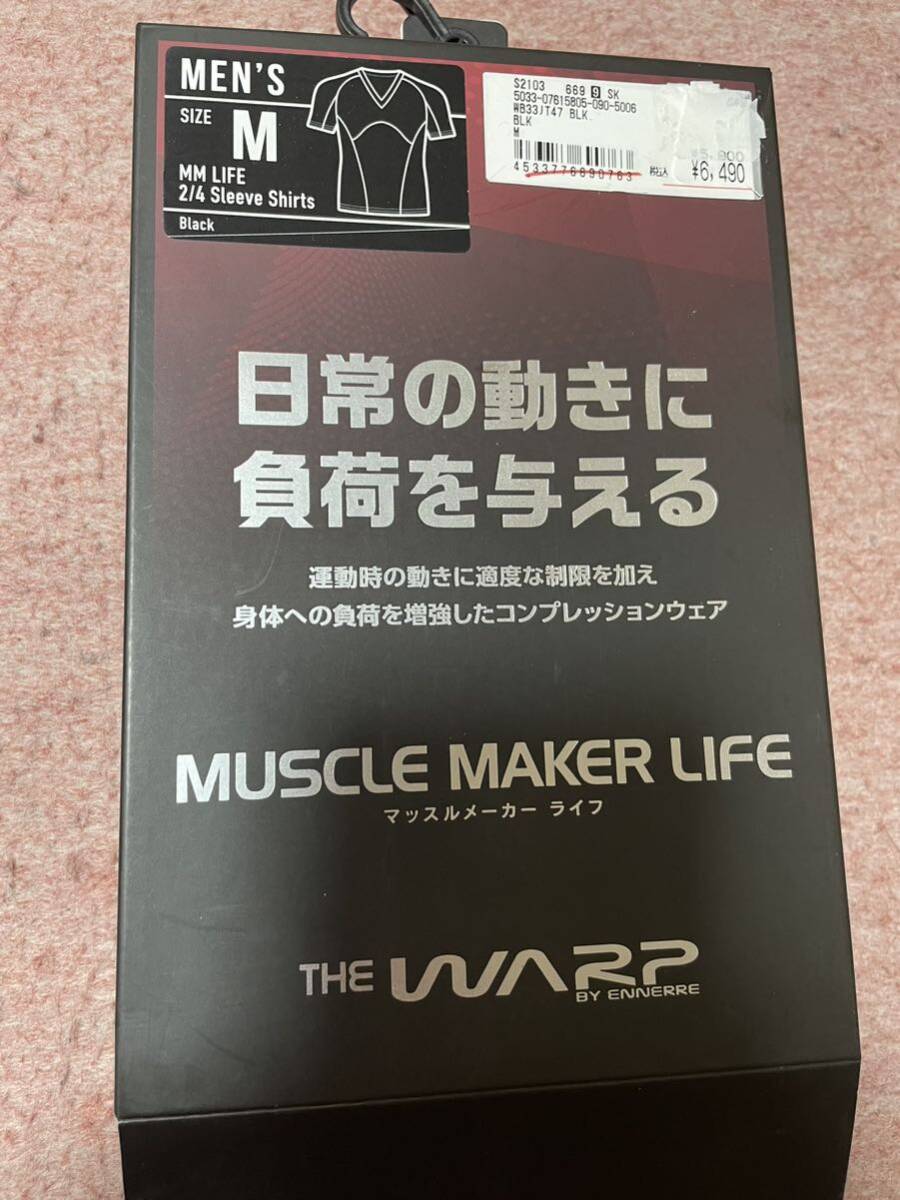 MEN'S
SIZE M
MM LIFE
2/4 Sleeve Shirts
Black
S2103 669 9 SK
5033-07615805-090-5006
WB33JT47 BLK.
BLK
M
4533776890763
税込 ¥6,490
日常の動きに
負荷を与える
運動時の動きに適度な制限を加え
身体への負荷を増強したコンプレッションウェア
MUSCLE MAKER LIFE
マッスルメーカー ライフ
THE WARP
BY ENNERRE